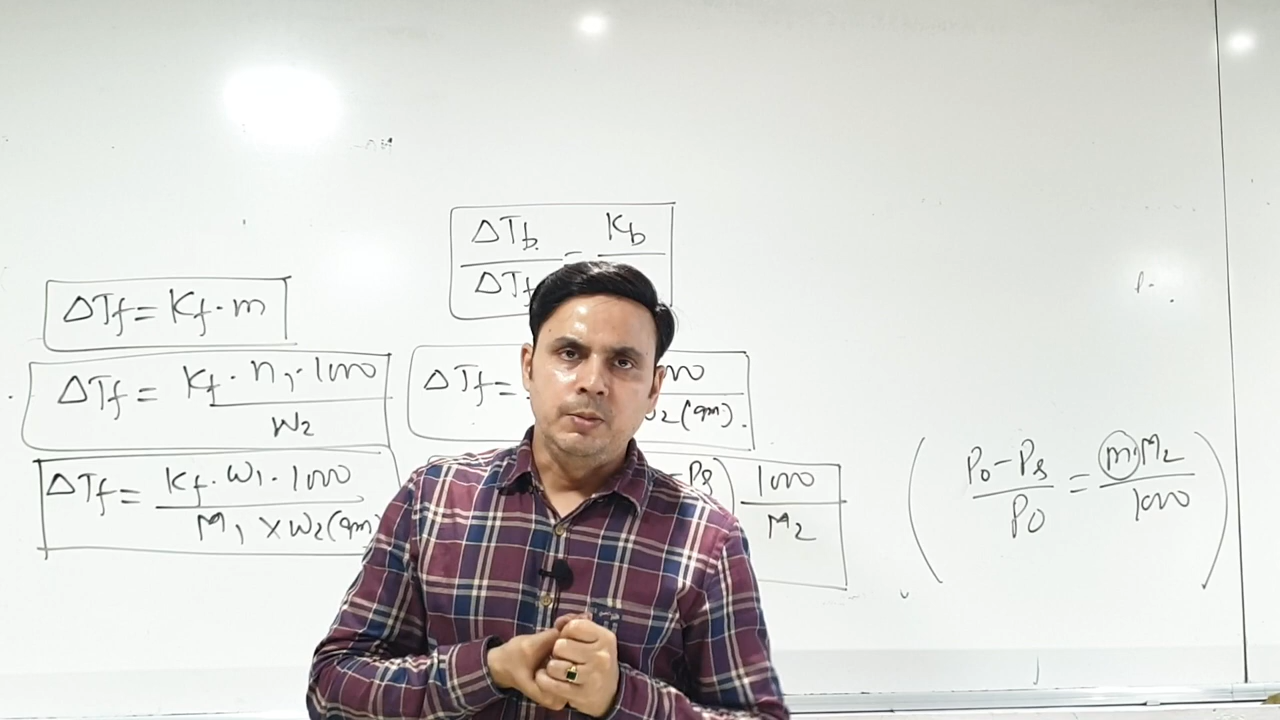 ΔTb / ΔTf = Kb
ΔTf = Kf · m
ΔTf = Kf · n1 · 1000 / W2
ΔTf =
W2(gm).
ΔTf = Kf · W1 · 1000 / M1 × W2(gm)
- Ps) 1000 / M2
(P0 - Ps / P0 = m · M2 / 1000)